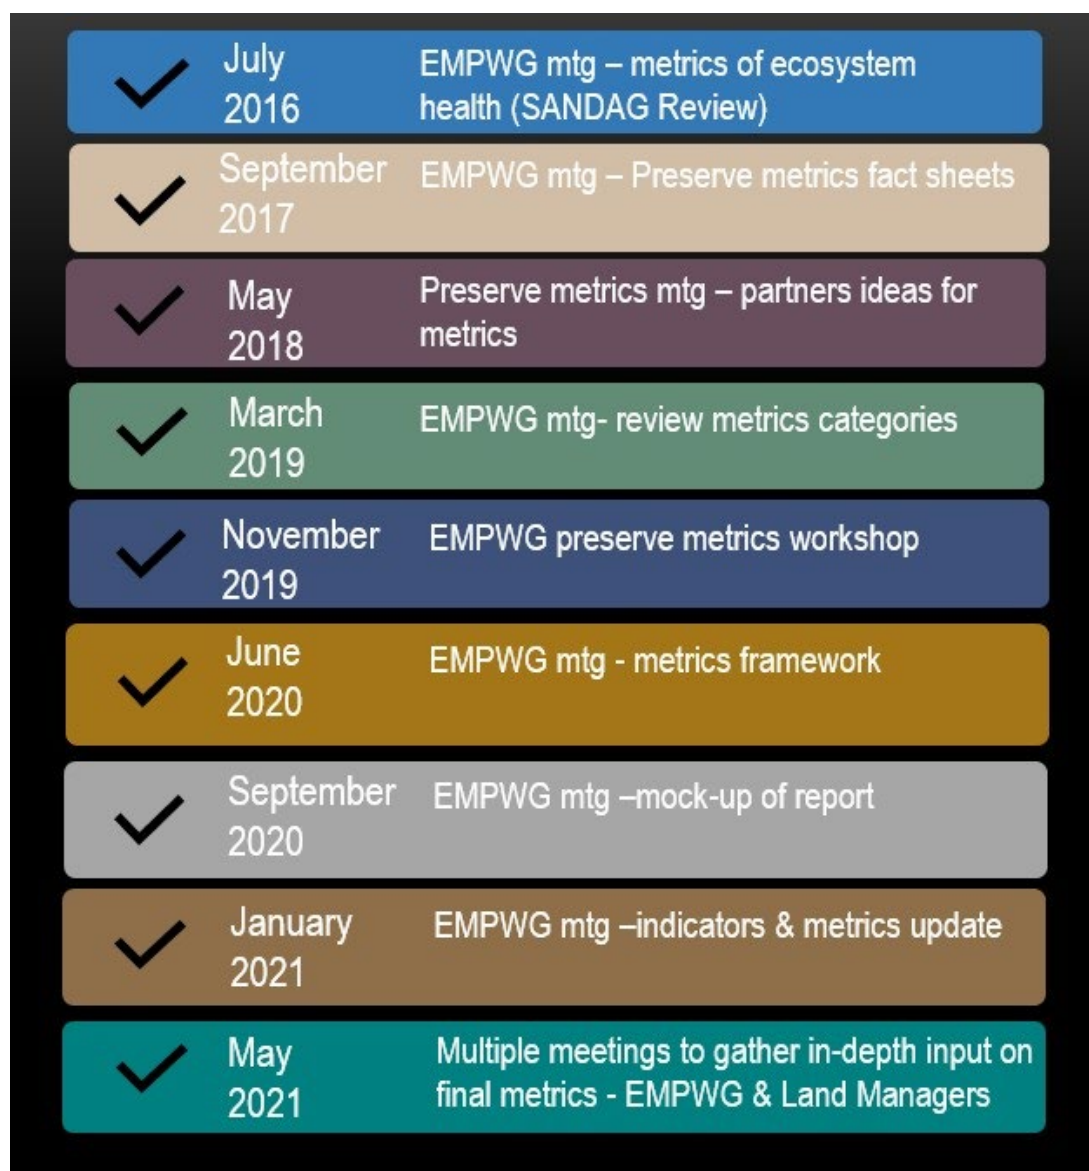 July
2016
EMPWG mtg – metrics of ecosystem
health (SANDAG Review)
September
2017
EMPWG mtg – Preserve metrics fact sheets
May
2018
Preserve metrics mtg – partners ideas for
metrics
March
2019
EMPWG mtg- review metrics categories
November
2019
EMPWG preserve metrics workshop
June
2020
EMPWG mtg - metrics framework
September
2020
EMPWG mtg –mock-up of report
January
2021
EMPWG mtg –indicators & metrics update
May
2021
Multiple meetings to gather in-depth input on
final metrics - EMPWG & Land Managers